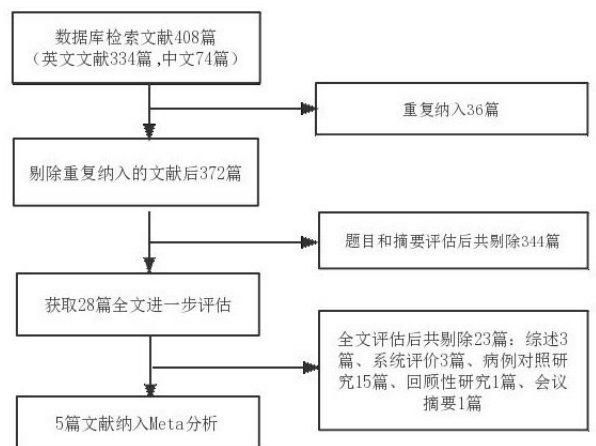 数据库检索文献408篇
(英文文献334篇,中文74篇)
重复纳入36篇
剔除重复纳入的文献后372篇
题目和摘要评估后共剔除344篇
获取28篇全文进一步评估
全文评估后共剔除23篇：综述3
篇、系统评价3篇、病例对照研
究15篇、回顾性研究1篇、会议
摘要1篇
5篇文献纳入Meta分析